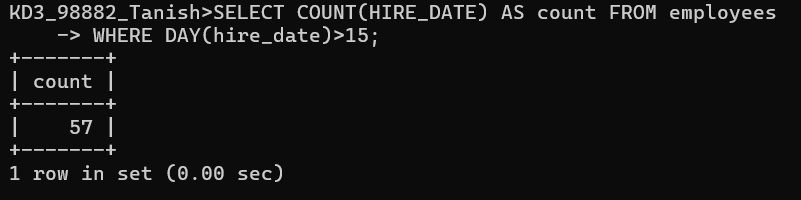 KD3_98882_Tanish>SELECT COUNT(HIRE_DATE) AS count FROM employees
    -> WHERE DAY(hire_date)>15;
+-------+
| count |
+-------+
|    57 |
+-------+
1 row in set (0.00 sec)